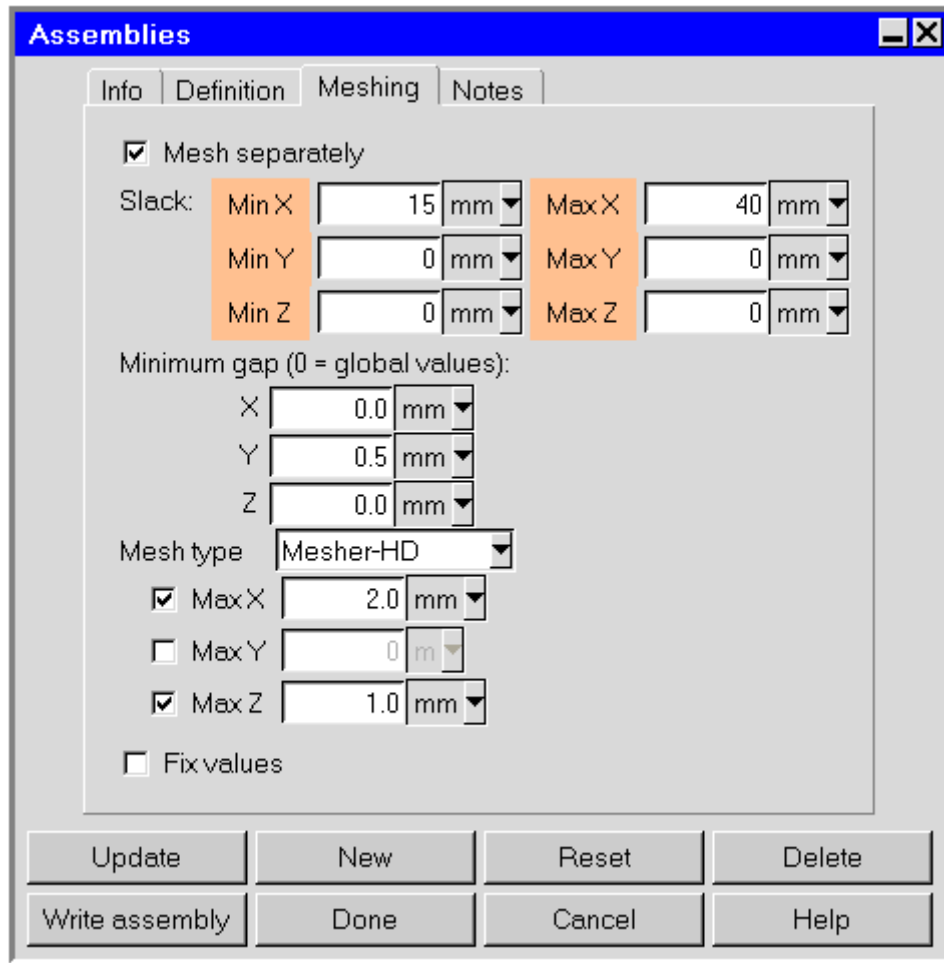 Assemblies
Info Definition Meshing Notes
Mesh separately
Slack: Min X 15 mm Max X 40 mm
Min Y 0 mm Max Y 0 mm
Min Z 0 mm Max Z 0 mm
Minimum gap (0 = global values):
X 0.0 mm
Y 0.5 mm
Z 0.0 mm
Mesh type Mesher-HD
Max X 2.0 mm
Max Y 0 m
Max Z 1.0 mm
Fix values
Update New Reset Delete
Write assembly Done Cancel Help